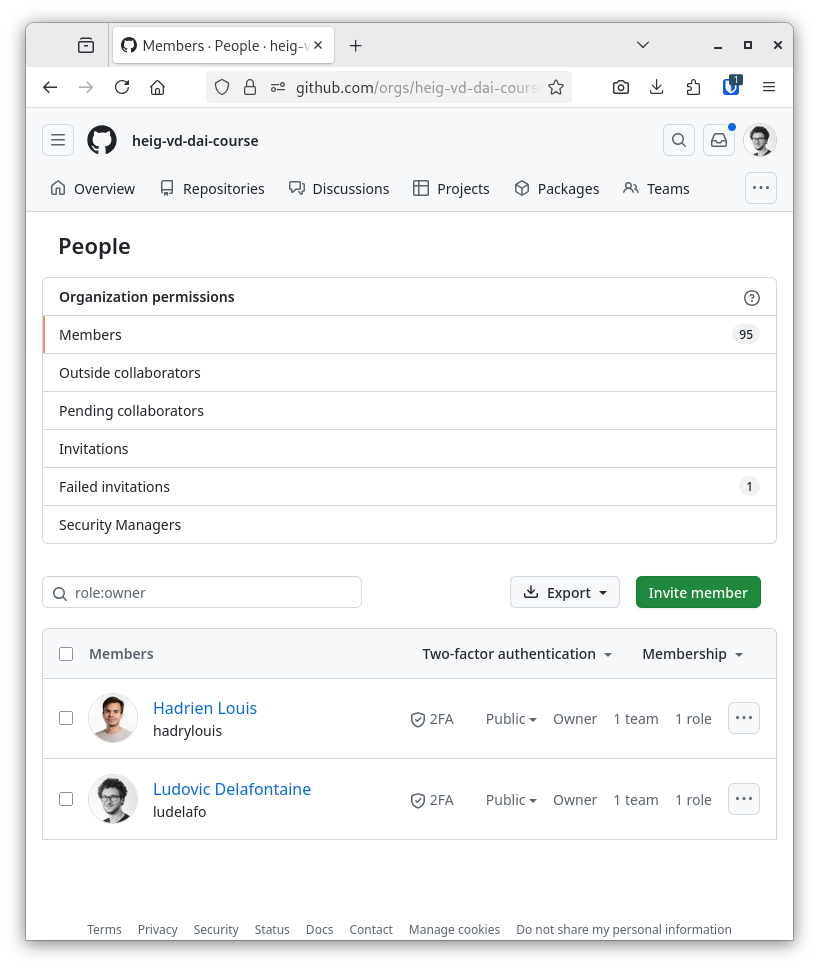 Members · People · heig-v
github.com/orgs/heig-vd-dai-cours
1
heig-vd-dai-course
Overview Repositories Discussions Projects Packages Teams
People
Organization permissions
Members 95
Outside collaborators
Pending collaborators
Invitations
Failed invitations 1
Security Managers
role:owner Export Invite member
Members Two-factor authentication Membership
Hadrien Louis
hadrylouis
2FA Public Owner 1 team 1 role
Ludovic Delafontaine
ludelafo
2FA Public Owner 1 team 1 role
Terms Privacy Security Status Docs Contact Manage cookies Do not share my personal information